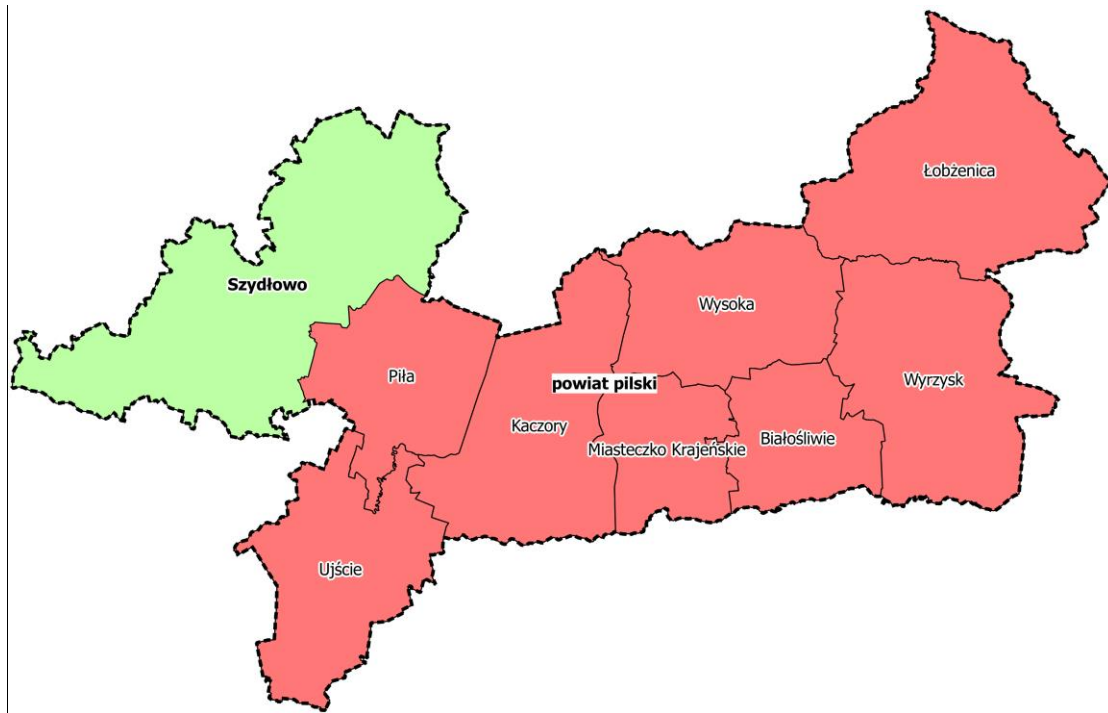 Łobżenica
Szydłowo
Wysoka
Piła
powiat pilski
Wyrzysk
Kaczory
Białośliwie
Miasteczko Krajeńskie
Ujście